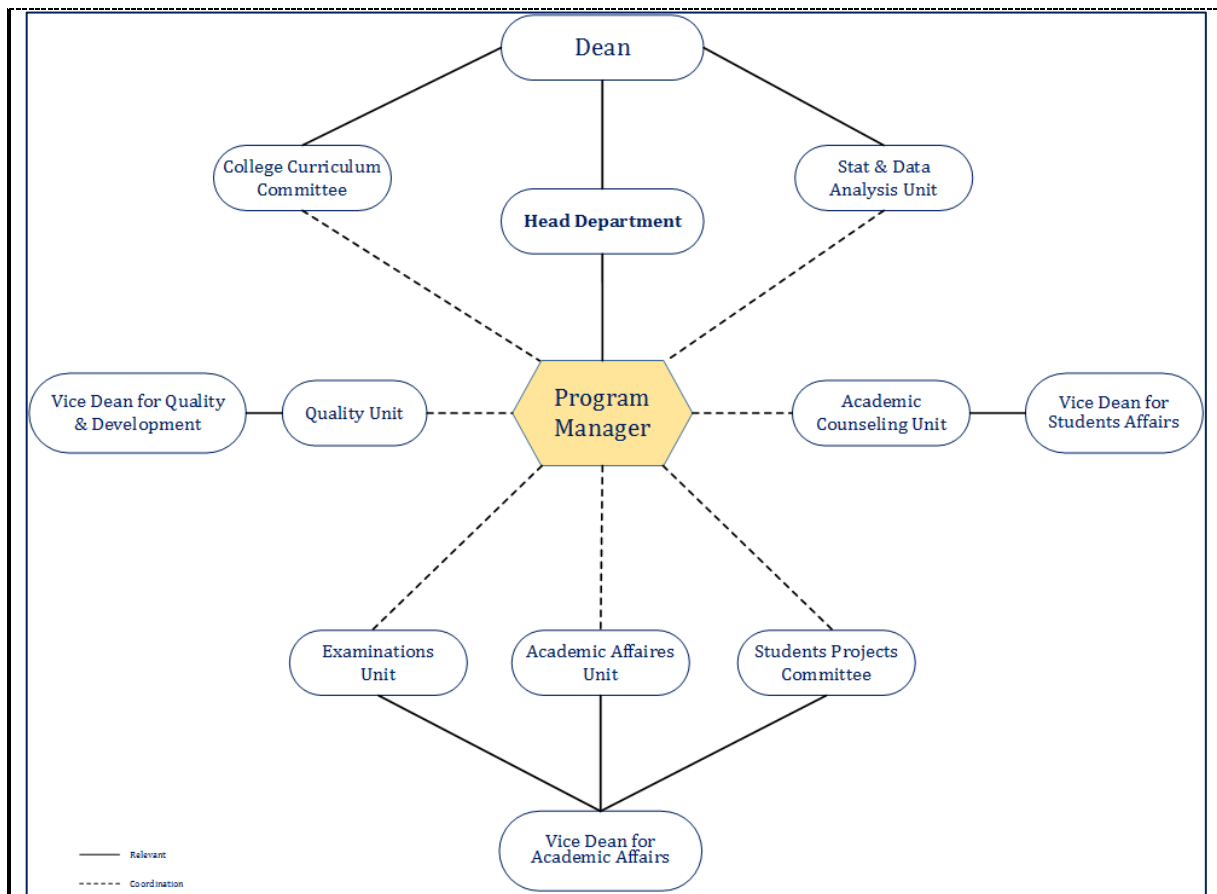 Dean
College Curriculum
Committee
Stat & Data
Analysis Unit
Head Department
Vice Dean for Quality
& Development
Quality Unit
Program
Manager
Academic
Counseling Unit
Vice Dean for
Students Affairs
Examinations
Unit
Academic Affaires
Unit
Students Projects
Committee
Vice Dean for
Academic Affairs
Relevant
Coordination